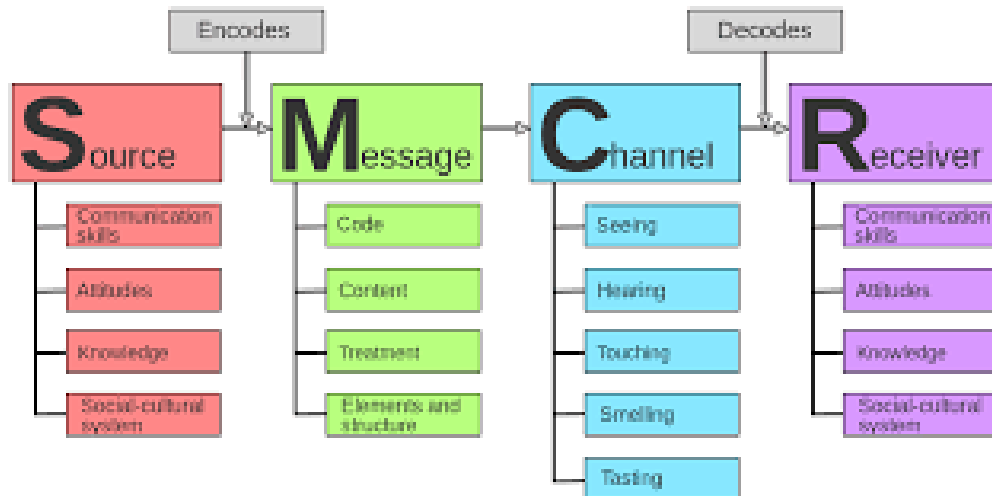 Encodes
Decodes
Source
Message
Channel
Receiver
Communication
skills
Attitudes
Knowledge
Social-cultural
system
Code
Content
Treatment
Elements and
structure
Seeing
Hearing
Touching
Smelling
Tasting
Communication
skills
Attitudes
Knowledge
Social-cultural
system